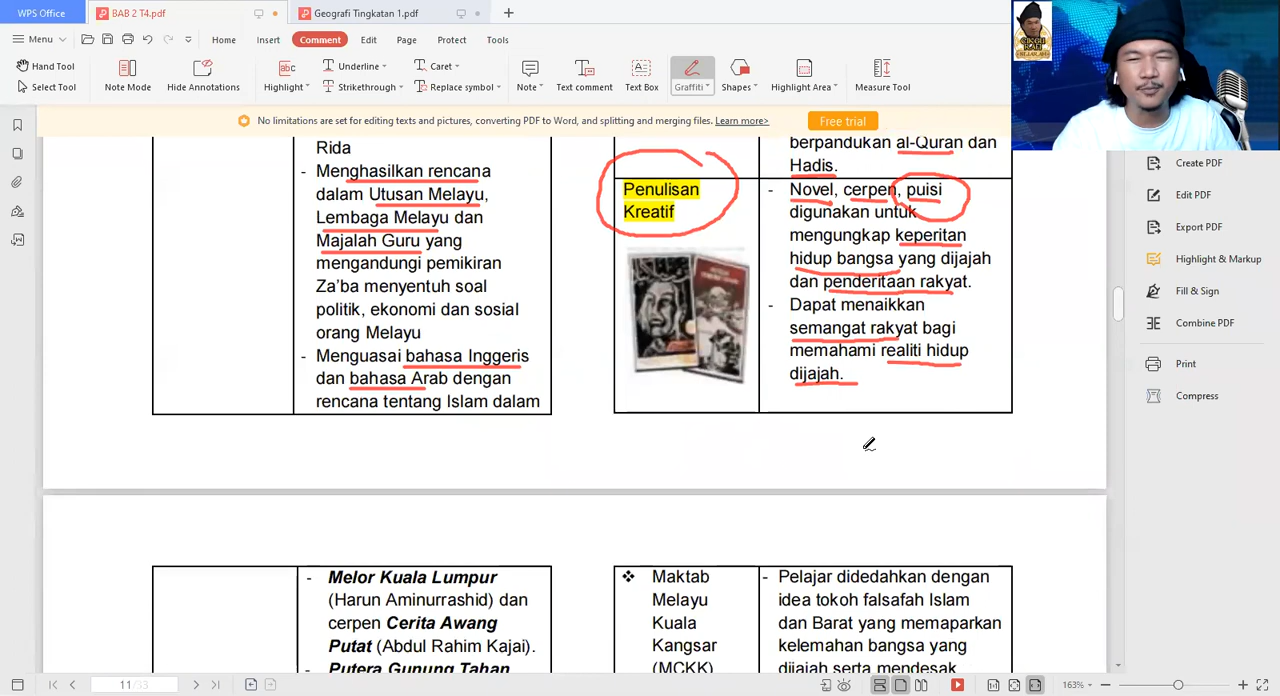 WPS Office
BAB 2 T4.pdf
Geografi Tingkatan 1.pdf
Menu
Home
Insert
Comment
Edit
Page
Protect
Tools
Hand Tool
Select Tool
Note Mode
Hide Annotations
Highlight
Underline
Strikethrough
Caret
Replace symbol
Note
Text comment
Text Box
Graffiti
Shapes
Highlight Area
Measure Tool
No limitations are set for editing texts and pictures, converting PDF to Word, and splitting and merging files. Learn more>
Free trial
Create PDF
Edit PDF
Export PDF
Highlight & Markup
Fill & Sign
Combine PDF
Print
Compress
Rida
- Menghasilkan rencana
dalam Utusan Melayu,
Lembaga Melayu dan
Majalah Guru yang
mengandungi pemikiran
Za’ba menyentuh soal
politik, ekonomi dan sosial
orang Melayu
- Menguasai bahasa Inggeris
dan bahasa Arab dengan
rencana tentang Islam dalam
berpandukan al-Quran dan
Hadis.
Penulisan
Kreatif
- Novel, cerpen, puisi
digunakan untuk
mengungkap keperitan
hidup bangsa yang dijajah
dan penderitaan rakyat.
- Dapat menaikkan
semangat rakyat bagi
memahami realiti hidup
dijajah.
- Melor Kuala Lumpur
(Harun Aminurrashid) dan
cerpen Cerita Awang
Putat (Abdul Rahim Kajai).
- Putera Gunung Tahan
❖ Maktab
Melayu
Kuala
Kangsar
(MCKK)
- Pelajar didedahkan dengan
idea tokoh falsafah Islam
dan Barat yang memaparkan
kelemahan bangsa yang
dijajah serta mendesak
11/33
163%